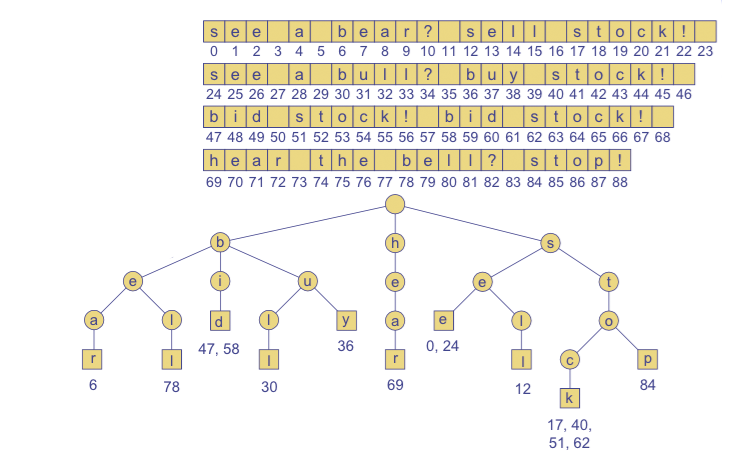 s e e a b e a r ? s e l l s t o c k !
0 1 2 3 4 5 6 7 8 9 10 11 12 13 14 15 16 17 18 19 20 21 22 23
s e e a b u l l ? b u y s t o c k !
24 25 26 27 28 29 30 31 32 33 34 35 36 37 38 39 40 41 42 43 44 45 46
b i d s t o c k ! b i d s t o c k !
47 48 49 50 51 52 53 54 55 56 57 58 59 60 61 62 63 64 65 66 67 68
h e a r t h e b e l l ? s t o p !
69 70 71 72 73 74 75 76 77 78 79 80 81 82 83 84 85 86 87 88
b h s
e i u e e t
a l d l y a e l o
47, 58 36 0, 24
r l l r l c p
6 78 30 69 12 84
k
17, 40,
51, 62